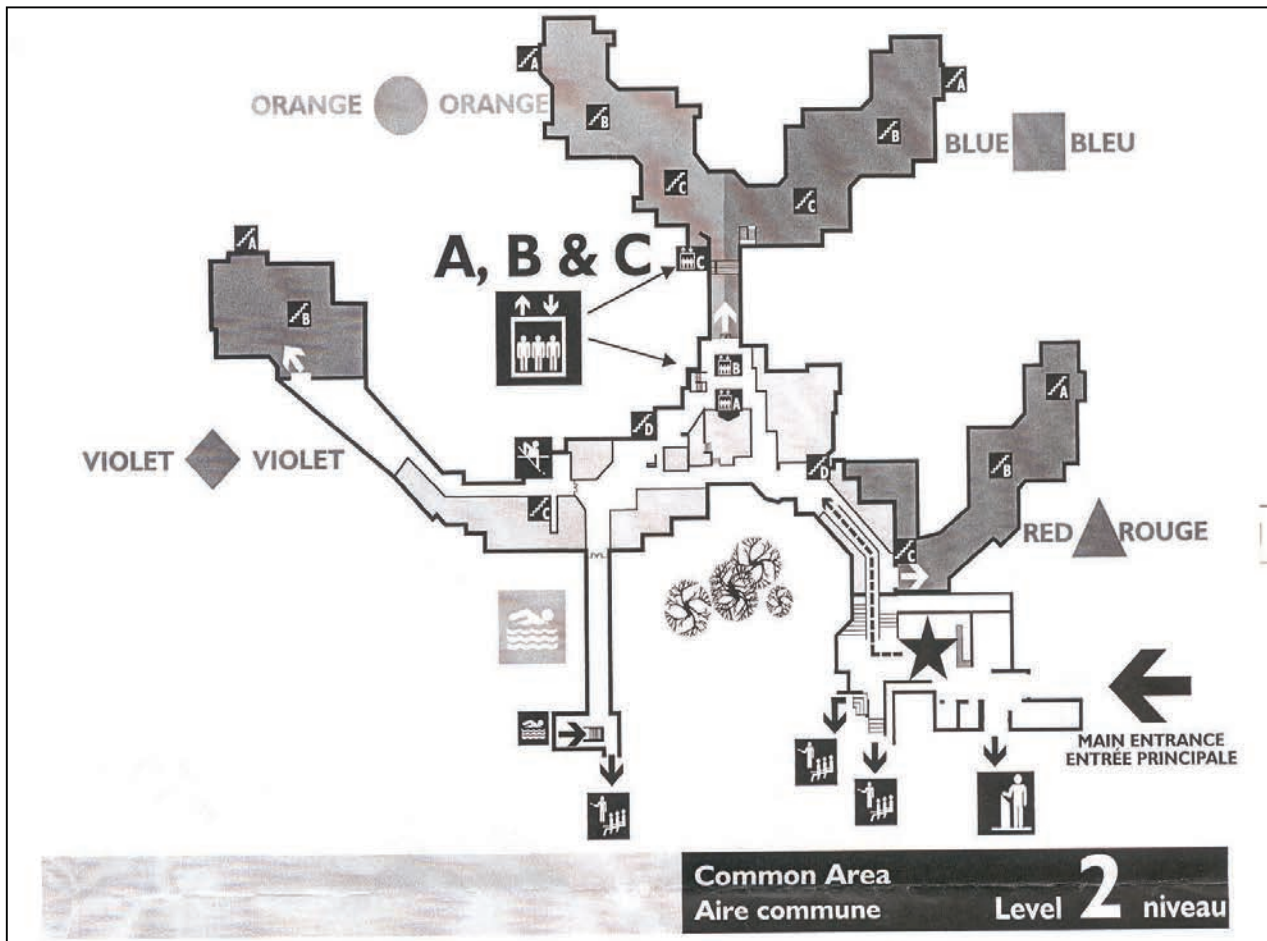 A
ORANGE ORANGE
B
C
A
B
BLUE BLEU
C
A
B
A, B & C
C
B
A
D
VIOLET VIOLET
C
D
A
B
RED ROUGE
C
MAIN ENTRANCE
ENTRÉE PRINCIPALE
Common Area
Aire commune
Level 2 niveau